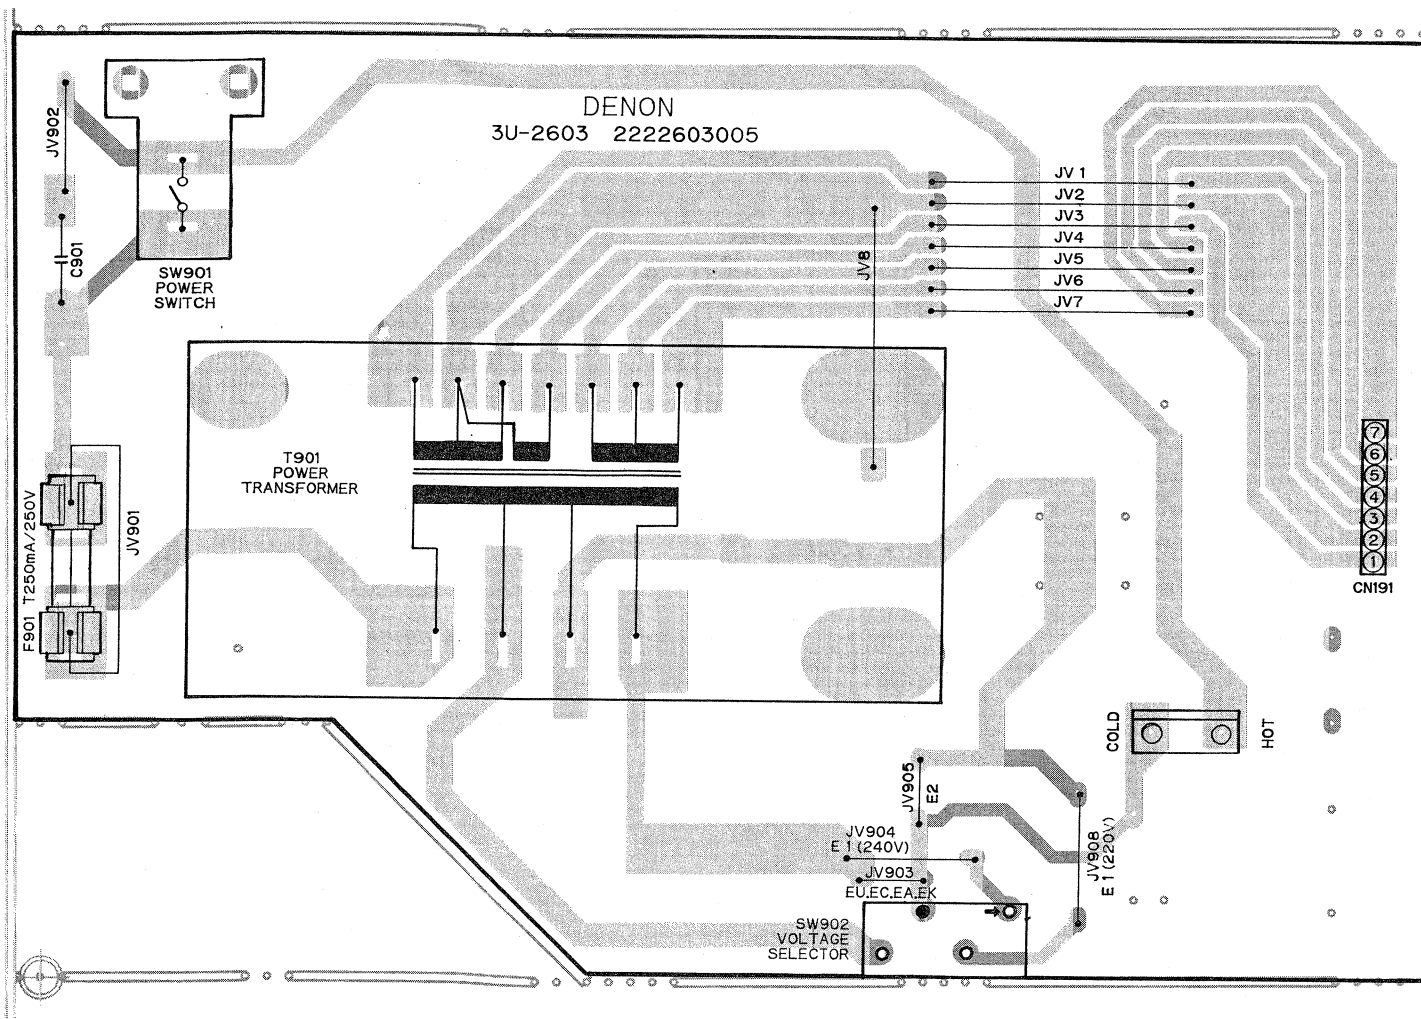 DENON
3U-2603 2222603005
JV902
C901
SW901
POWER
SWITCH
JV 1
JV2
JV3
JV4
JV5
JV6
JV7
JV8
T901
POWER
TRANSFORMER
F901 T250mA/250V
JV901
7
6
5
4
3
2
1
CN191
COLD
HOT
JV905
E2
JV904
E1(240V)
JV903
EU.EC.EA.EK
JV908
E1(220V)
SW902
VOLTAGE
SELECTOR